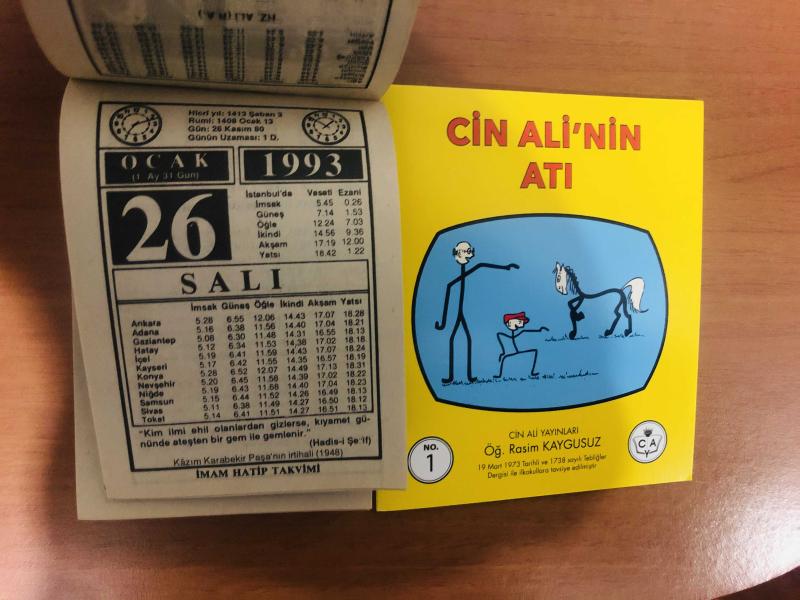 HZ ALİ (R.A.)
Hicri yıl: 1413 Şaban 3
Rumi: 1408 Ocak 13
Gün: 26 Kasım 80
Günün Uzaması: 1 D.
OCAK
(1. Ay 31 Gün)
1993
26
İstanbul'da Vasati Ezani
İmsak 5.45 0.26
Güneş 7.14 1.53
Öğle 12.24 7.03
İkindi 14.56 9.36
Akşam 17.19 12.00
Yatsı 18.42 1.22
SALI
İmsak Güneş Öğle İkindi Akşam Yatsı
Ankara 5.28 6.55 12.06 14.43 17.07 18.28
Adana 5.16 6.38 11.56 14.40 17.04 18.21
Gaziantep 5.08 6.30 11.48 14.31 16.55 18.13
Hatay 5.12 6.34 11.53 14.38 17.02 18.18
İçel 5.19 6.41 11.59 14.43 17.07 18.24
Kayseri 5.17 6.42 11.55 14.35 16.57 18.19
Konya 5.28 6.52 12.07 14.49 17.13 18.31
Nevşehir 5.20 6.45 11.58 14.39 17.02 18.22
Niğde 5.19 6.43 11.58 14.40 17.04 18.23
Samsun 5.15 6.44 11.52 14.26 16.49 18.13
Sivas 5.11 6.38 11.49 14.27 16.50 18.12
Tokat 5.14 6.41 11.51 14.27 16.51 18.13
"Kim ilmi ehil olanlardan gizlerse, kıyamet gü-
nünde ateşten bir gem ile gemlenir."
(Hadis-i Şerif)
Kâzım Karabekir Paşa'nın irtihali (1948)
İMAM HATİP TAKVİMİ
CİN ALİ'NİN
ATI
CİN ALİ YAYINLARI
Öğ. Rasim KAYGUSUZ
19 Mart 1973 Tarihli ve 1738 sayılı Tebliğler
Dergisi ile ilkokullara tavsiye edilmiştir
NO.
1
C A
Y